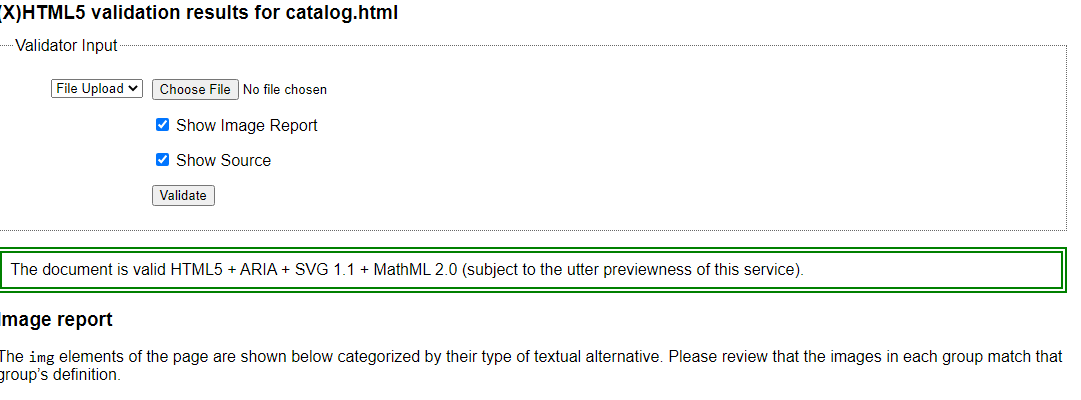 (X)HTML5 validation results for catalog.html
Validator Input
File Upload Choose File No file chosen
Show Image Report
Show Source
Validate
The document is valid HTML5 + ARIA + SVG 1.1 + MathML 2.0 (subject to the utter previewness of this service).
Image report
The img elements of the page are shown below categorized by their type of textual alternative. Please review that the images in each group match that
group's definition.